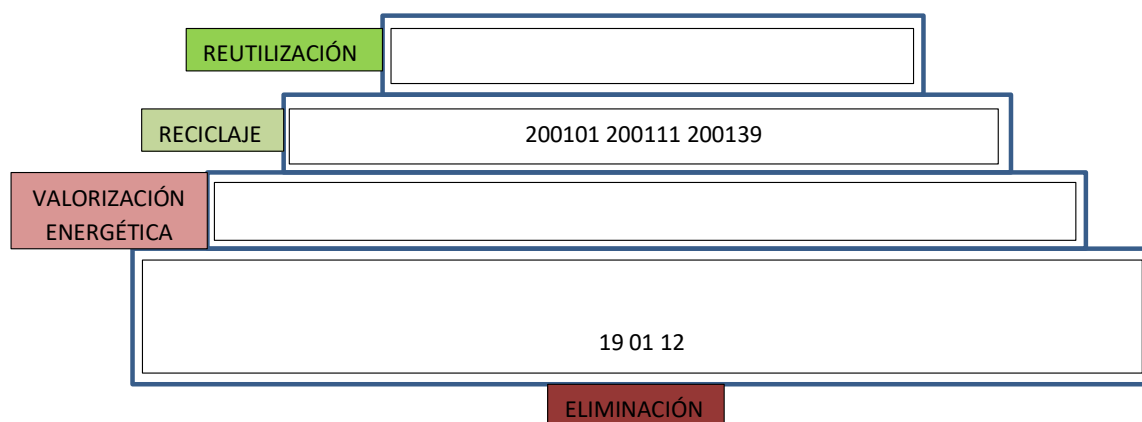 REUTILIZACIÓN
RECICLAJE
200101 200111 200139
VALORIZACIÓN
ENERGÉTICA
19 01 12
ELIMINACIÓN